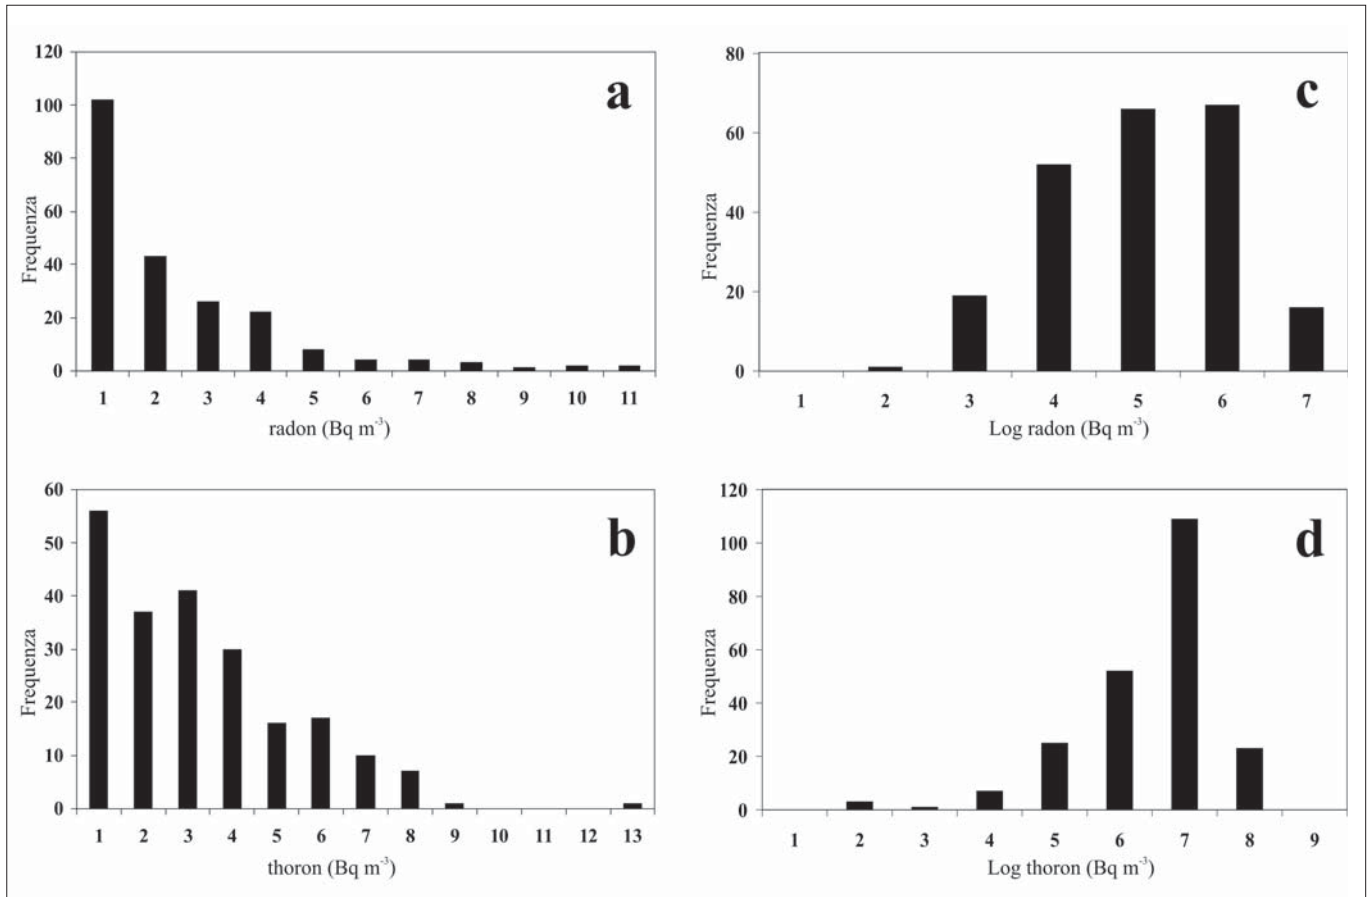 a
120
100
80
60
40
20
0
Frequenza
1 2 3 4 5 6 7 8 9 10 11
radon (Bq m⁻³)
c
80
60
40
20
0
Frequenza
1 2 3 4 5 6 7
Log radon (Bq m⁻³)
b
60
50
40
30
20
10
0
Frequenza
1 2 3 4 5 6 7 8 9 10 11 12 13
thoron (Bq m⁻³)
d
120
100
80
60
40
20
0
Frequenza
1 2 3 4 5 6 7 8 9
Log thoron (Bq m⁻³)